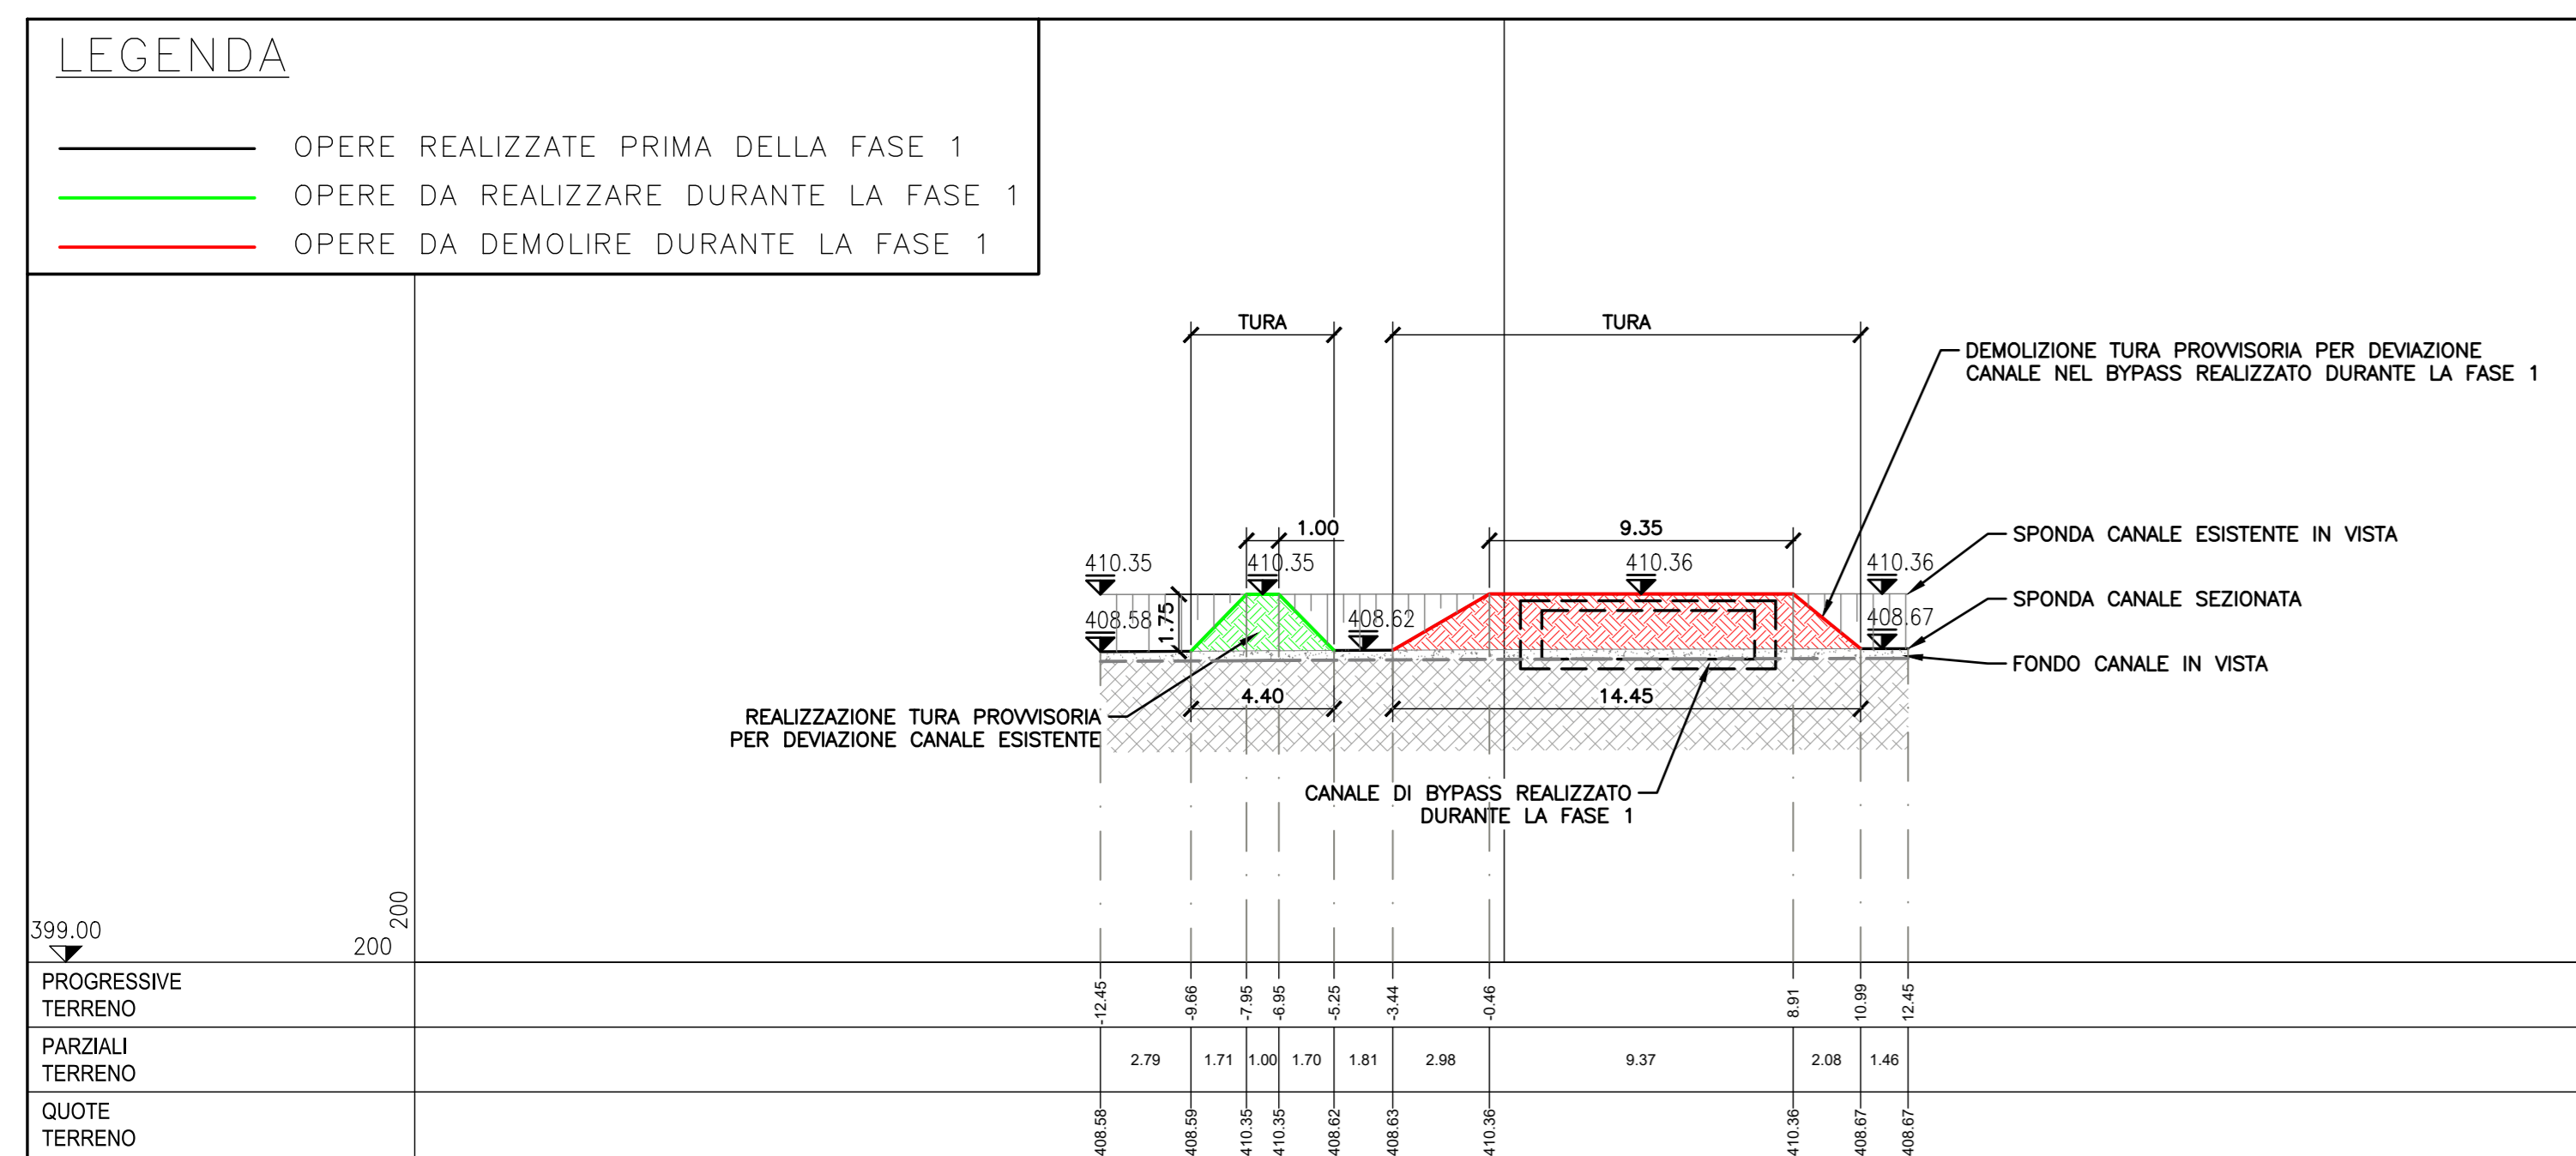 LEGENDA
OPERE REALIZZATE PRIMA DELLA FASE 1
OPERE DA REALIZZARE DURANTE LA FASE 1
OPERE DA DEMOLIRE DURANTE LA FASE 1
TURA
TURA
DEMOLIZIONE TURA PROVVISORIA PER DEVIAZIONE
CANALE NEL BYPASS REALIZZATO DURANTE LA FASE 1
1.00
9.35
SPONDA CANALE ESISTENTE IN VISTA
410.35
410.35
410.36
410.36
SPONDA CANALE SEZIONATA
408.58
1.75
408.62
408.67
FONDO CANALE IN VISTA
4.40
14.45
REALIZZAZIONE TURA PROVVISORIA
PER DEVIAZIONE CANALE ESISTENTE
CANALE DI BYPASS REALIZZATO
DURANTE LA FASE 1
399.00
200
200
PROGRESSIVE
TERRENO
-12.45
-9.66
-7.95
-6.95
-5.25
-3.44
-0.46
8.91
10.99
12.45
PARZIALI
TERRENO
2.79
1.71
1.00
1.70
1.81
2.98
9.37
2.08
1.46
QUOTE
TERRENO
408.58
408.59
410.35
410.35
408.62
408.63
410.36
410.36
408.67
408.67